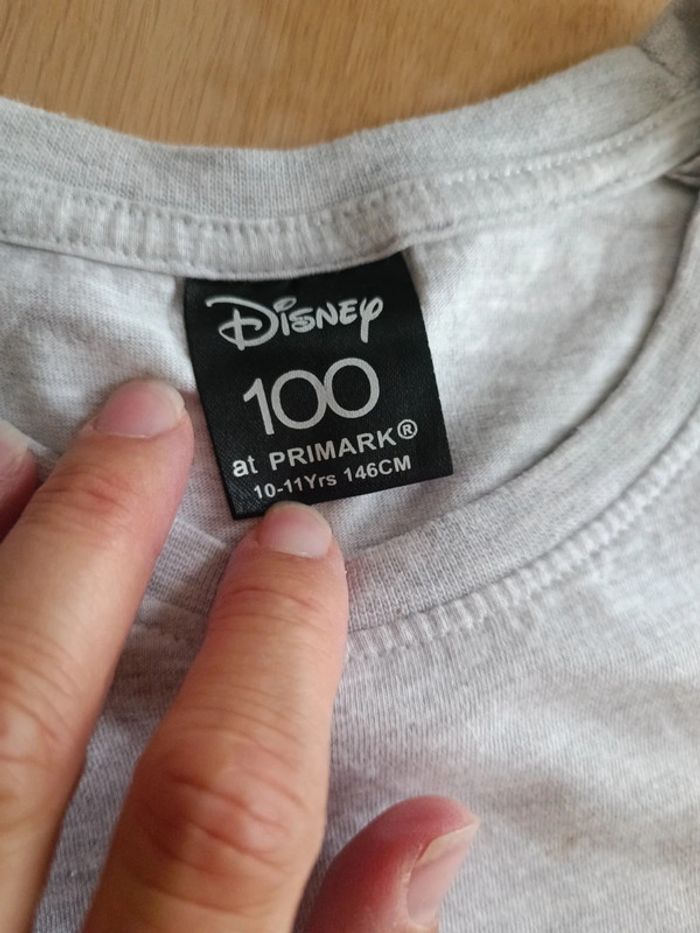 Disney
100
at PRIMARK®
10-11Yrs 146CM